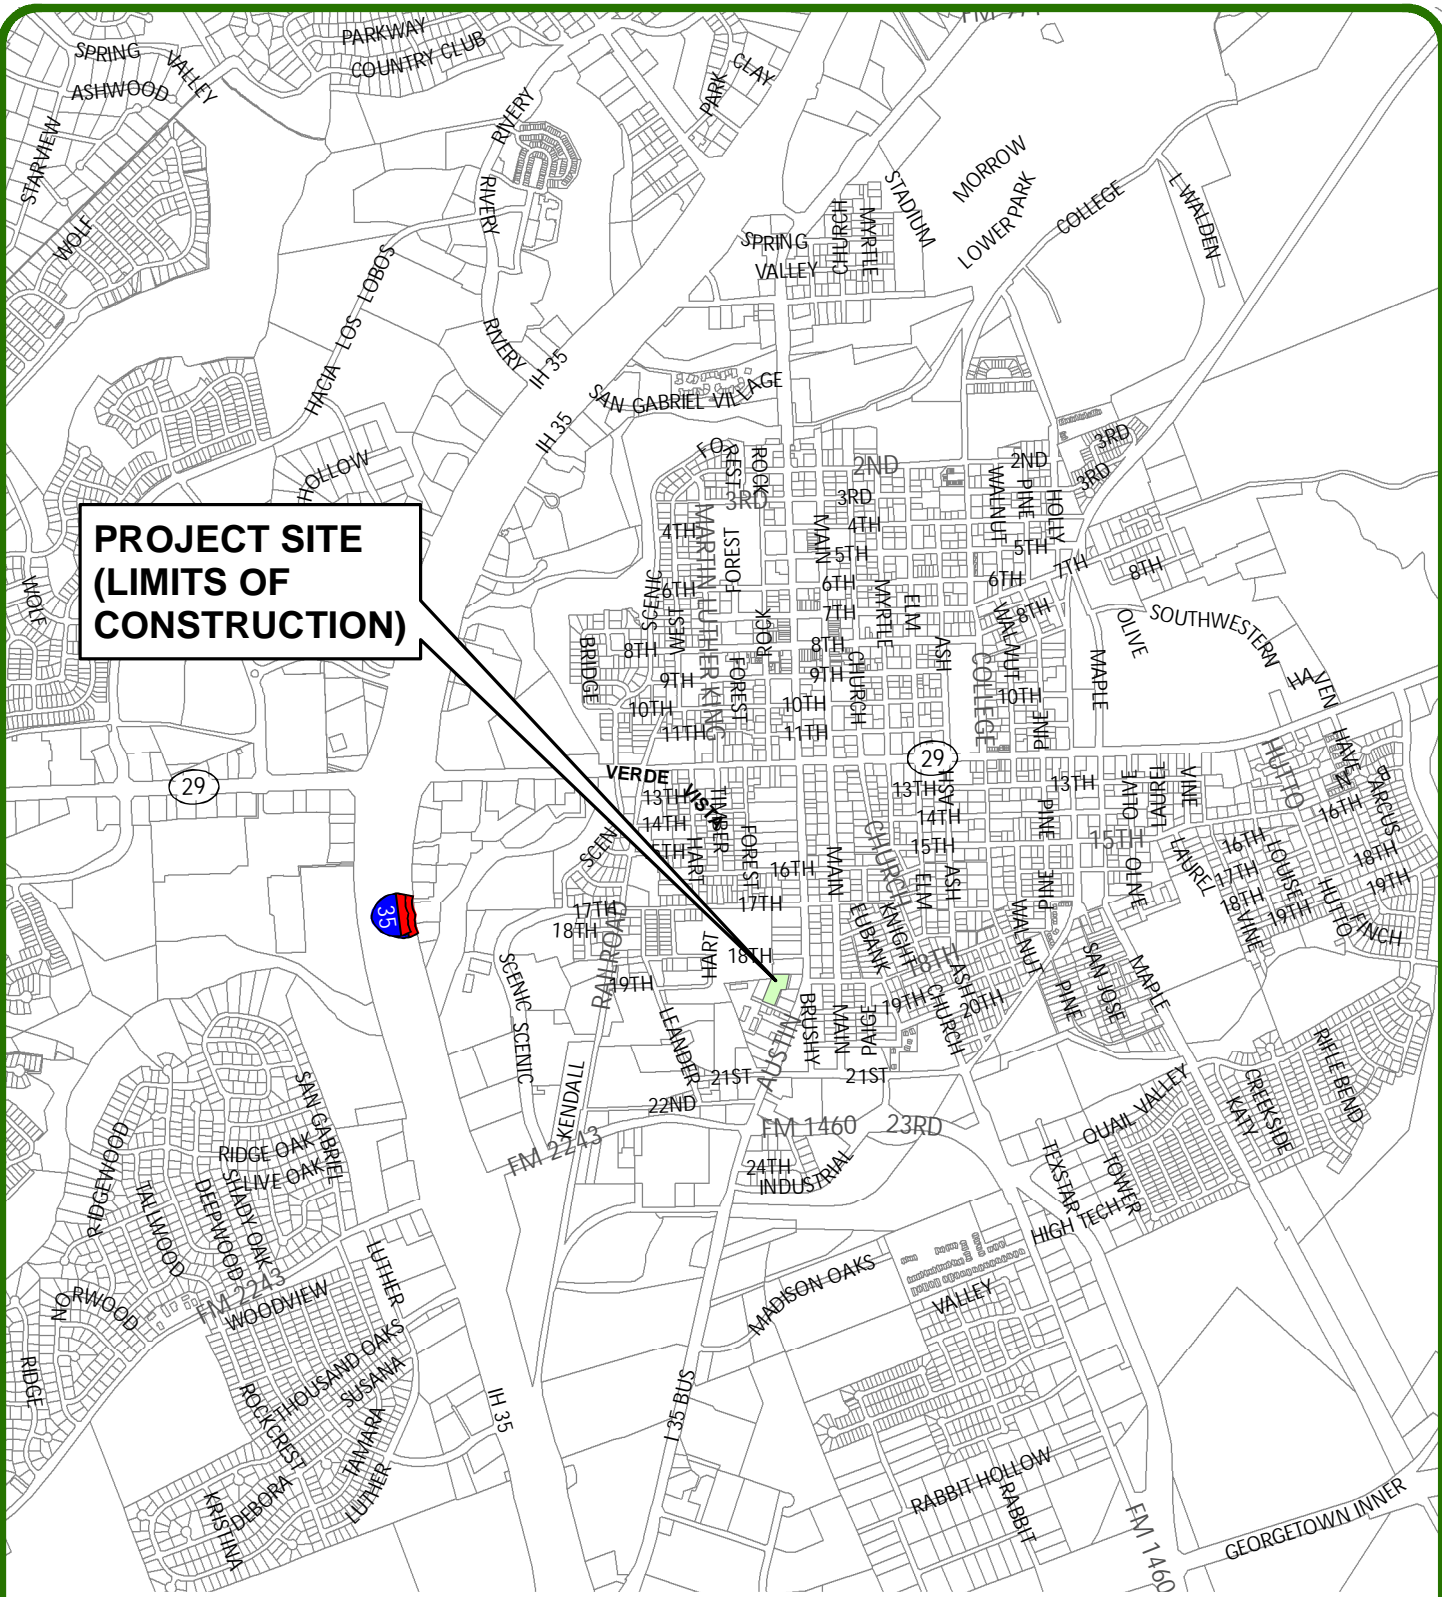 FM 971
PARKWAY
COUNTRY CLUB
SPRING
VALLEY
ASHWOOD
CLAY
PARK
RIVERY
STARVIEW
WOLF
RIVERY
MORROW
STADIUM
LOWER PARK
COLLEGE
L WALDEN
SPRING
VALLEY
CHURCH
MYRTLE
HACIA LOS LOBOS
RIVERY
IH 35
IH 35
SAN GABRIEL VILLAGE
HOLLOW
FOREST
ROCK
2ND
2ND
3RD
3RD
3RD
3RD
WALNUT
PINE
HOLLY
PROJECT SITE
(LIMITS OF
CONSTRUCTION)
4TH
4TH
MARTIN LUTHER KING
FOREST
MAIN
5TH
5TH
6TH
6TH
6TH
7TH
7TH
8TH
WOLF
SCENIC
WEST
ROCK
MYRTLE
ELM
8TH
WALNUT
OLIVE
SOUTHWESTERN
BRIDGE
8TH
8TH
ASH
9TH
9TH
FOREST
CHURCH
COLLEGE
MAPLE
HAVEN
10TH
10TH
10TH
11TH
11TH
PINE
29
29
VERDE
VISTA
HUTTO
HAVEN
BARGUS
13TH
13TH
ASH
13TH
OLIVE
LAUREL
VINE
14TH
TIMBER
14TH
PINE
16TH
SCENIC
15TH
HART
FOREST
CHURCH
15TH
15TH
16TH
16TH
MAIN
ELM
ASH
PINE
OLIVE
LAUREL
17TH
LOUISE
18TH
19TH
35
17TH
17TH
18TH
RAILROAD
EUBANK
KNIGHT
WALNUT
18TH
VINE
19TH
HUTTO
FINCH
HART
18TH
18TH
ASH
SAN JOSE
MAPLE
SCENIC
SCENIC
19TH
LEANDER
BRUSHY
MAIN
PAIGE
19TH
CHURCH
20TH
PINE
AUSTIN
RIFLE BEND
KENDALL
21ST
21ST
22ND
FM 2243
FM 1460
23RD
24TH
INDUSTRIAL
QUAIL VALLEY
CREEKSIDE
KATY
TEXSTAR
TOWER
HIGH TECH
SAN GABRIEL
RIDGE OAK
LIVE OAK
RIDGEWOOD
TALLWOOD
DEEPWOOD
SHADY OAK
LUTHER
FM 2243
WOODVIEW
NORWOOD
MADISON OAKS
VALLEY
RIDGE
THOUSAND OAKS
SUSANA
ROCKCREST
TAMARA
LUTHER
DEBORA
KRISTINA
IH 35
I 35 BUS
RABBIT HOLLOW
RABBIT
FM 1460
GEORGETOWN INNER